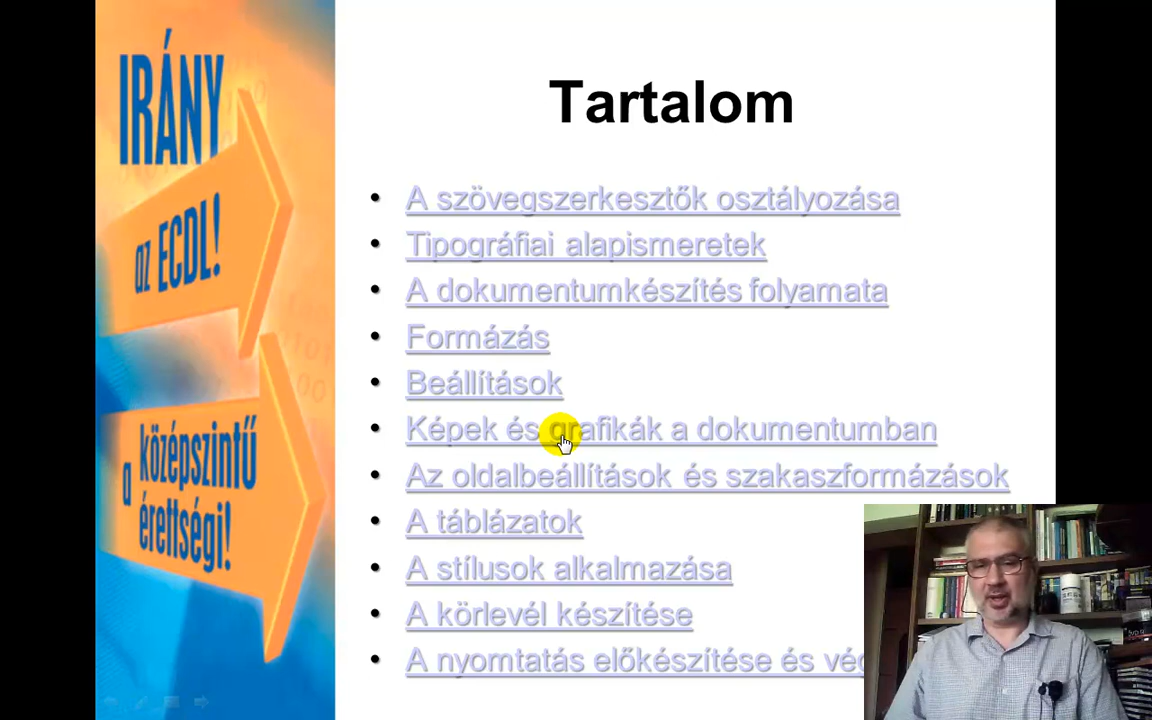 IRÁNY
az ECDL!
a középszintű
érettségi!
Tartalom
• A szövegszerkesztők osztályozása
• Tipográfiai alapismeretek
• A dokumentumkészítés folyamata
• Formázás
• Beállítások
• Képek és grafikák a dokumentumban
• Az oldalbeállítások és szakaszformázások
• A táblázatok
• A stílusok alkalmazása
• A körlevél készítése
• A nyomtatás előkészítése és